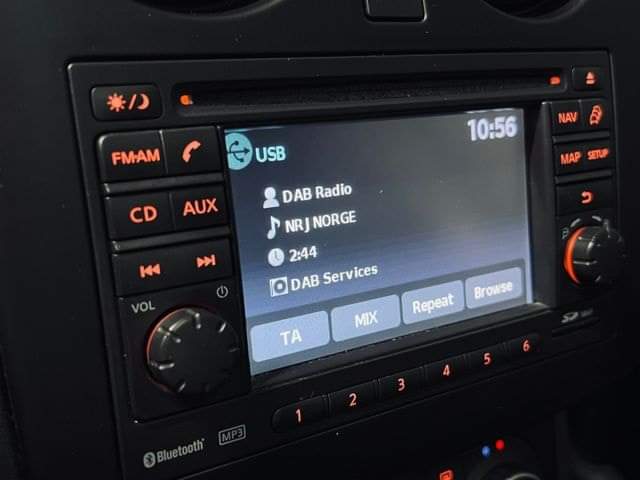 10:56
USB
DAB Radio
NRJ NORGE
2:44
DAB Services
TA MIX Repeat Browse
FM·AM
CD AUX
VOL
NAV
MAP SETUP
SD
1 2 3 4 5 6
Bluetooth MP3